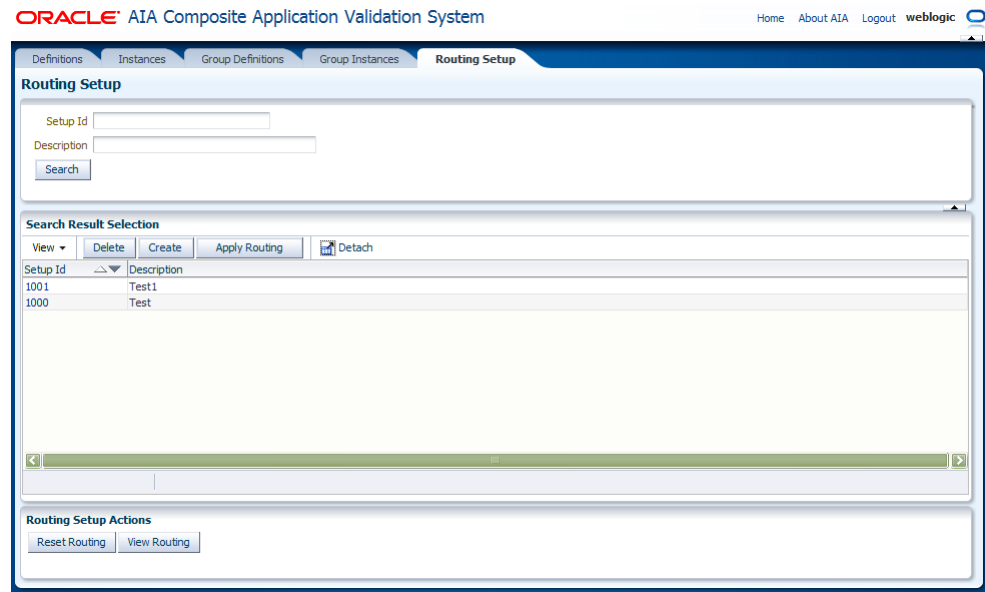 ORACLE AIA Composite Application Validation System
Home About AIA Logout weblogic
Definitions Instances Group Definitions Group Instances Routing Setup
Routing Setup
Setup Id
Description
Search
Search Result Selection
View Delete Create Apply Routing Detach
Setup Id Description
1001 Test1
1000 Test
Routing Setup Actions
Reset Routing View Routing